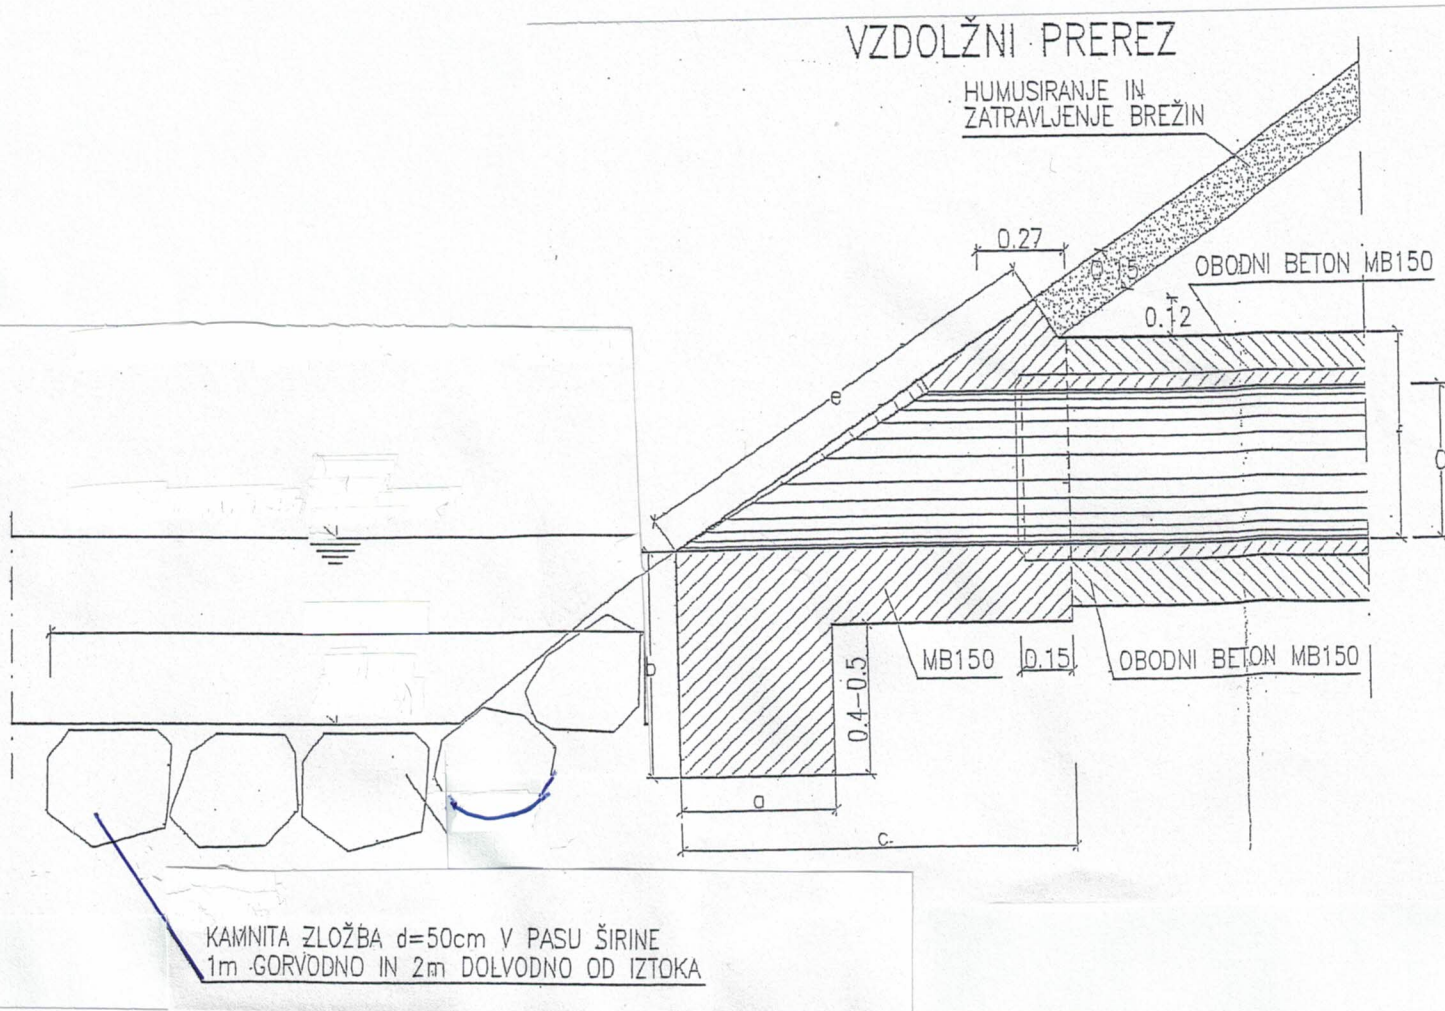 VZDOLŽNI PREREZ
HUMUSIRANJE IN
ZATRAVLJENJE BREŽIN
0.27
0.15
OBODNI BETON MB150
0.12
e
f
D
b
MB150
0.15
OBODNI BETON MB150
0.4-0.5
a
c
KAMNITA ZLOŽBA d=50cm V PASU ŠIRINE
1m GORVODNO IN 2m DOLVODNO OD IZTOKA